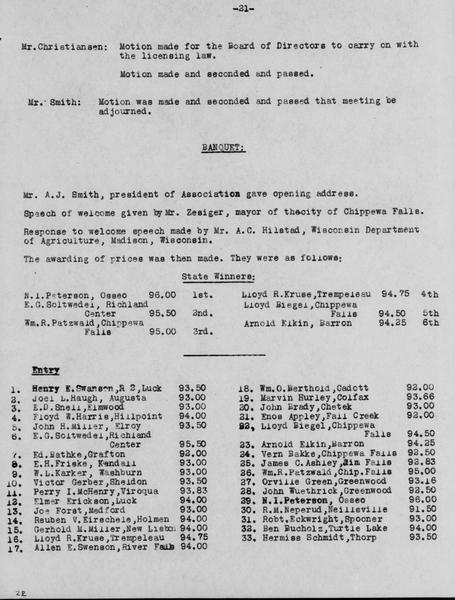 -21-
Mr.Christiansen: Motion made for the Board of Directors to carry on with
the licensing law.
Motion made and seconded and passed.
Mr. Smith: Motion was made and seconded and passed that meeting be
adjourned.
BANQUET:
Mr. A.J. Smith, president of Association gave opening address.
Speech of welcome given by Mr. Zesiger, mayor of thecity of Chippewa Falls.
Response to welcome speech made by Mr. A.C. Hilstad, Wisconsin Department
of Agriculture, Madison, Wisconsin.
The awarding of prices was then made. They were as follows:
State Winners:
N.I.Peterson, Osseo 96.00 1st.
E.G.Soltwedel, Richland
Center 95.50 2nd.
Wm.R.Patzwald,Chippewa
Falls 95.00 3rd.
Lloyd R.Kruse,Trempeleau 94.75 4th
Lloyd Biegel,Chippewa
Falls 94.50 5th
Arnold Elkin, Barron 94.25 6th
Entry
1. Henry E.Swanson,R 2,Luck 93.50
2. Joel L.Haugh, Augusta 93.00
3. E.D.Snell,Elmwood 93.00
4. Floyd W.Harris,Hillpoint 94.00
5. John H.Miller, Elroy 93.50
6. E.G.Soltwedel,Richland
Center 95.50
7. Ed.Bathke,Grafton 92.00
8. E.H.Friske, Kendall 93.00
9. W.L.Karker, Washburn 93.00
10. Victor Gerber,Sheldon 93.50
11. Perry I.McHenry,Viroqua 93.83
12. Elmer Erickson,Luck 94.00
13. Joe Forst,Medford 93.00
14. Reuben V.Eirschele,Holmen 94.00
15. Gerhold M.Miller,New Lisbon 94.00
16. Lloyd R.Kruse,Trempeleau 94.75
17. Allen E.Swenson,River Falls 94.00
18. Wm.O.Berthold,Cadott 92.00
19. Marvin Hurley,Colfax 93.66
20. John Brady,Chetek 93.00
21. Enos Appley,Fall Creek 92.00
22. Lloyd Biegel,Chippewa
Falls 94.50
23. Arnold Elkin,Barron 94.25
24. Vern Bakke,Chippewa Falls 92.50
25. James C.Ashley,Elm Falls 92.83
26. Wm.R.Patzwald,Chip.Falls 95.00
27. Orville Green,Greenwood 93.16
28. John Wuethrick,Greenwood 92.50
29. N.I.Peterson, Osseo 96.00
30. R.M.Neperud,Neillsville 91.50
31. Robt.Eckwright,Spooner 93.00
32. Ben Bucholz,Turtle Lake 94.00
33. Hermiss Schmidt,Thorp 93.50